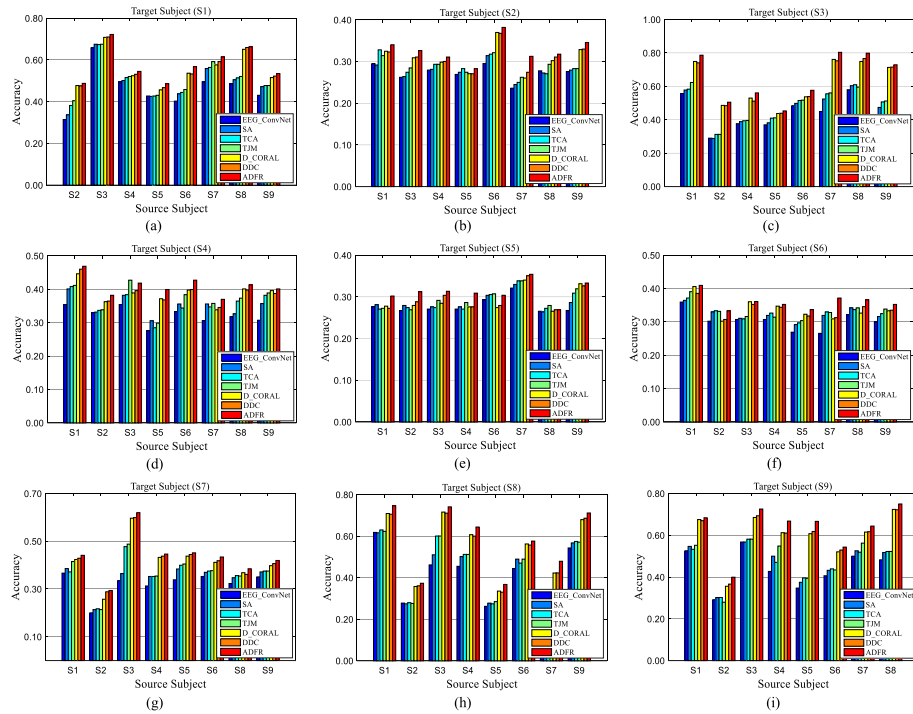 Target Subject (S1)
0.80
0.60
0.40
0.20
0.00
Accuracy
EEG_ConvNet
SA
TCA
TJM
D_CORAL
DDC
ADFR
S2 S3 S4 S5 S6 S7 S8 S9
Source Subject
(a)
Target Subject (S2)
0.40
0.30
0.20
0.10
0.00
Accuracy
EEG_ConvNet
SA
TCA
TJM
D_CORAL
DDC
ADFR
S1 S3 S4 S5 S6 S7 S8 S9
Source Subject
(b)
Target Subject (S3)
1.00
0.80
0.60
0.40
0.20
0.00
Accuracy
EEG_ConvNet
SA
TCA
TJM
D_CORAL
DDC
ADFR
S1 S2 S4 S5 S6 S7 S8 S9
Source Subject
(c)
Target Subject (S4)
0.50
0.40
0.30
0.20
0.10
0.00
Accuracy
EEG_ConvNet
SA
TCA
TJM
D_CORAL
DDC
ADFR
S1 S2 S3 S5 S6 S7 S8 S9
Source Subject
(d)
Target Subject (S5)
0.40
0.30
0.20
0.10
0.00
Accuracy
EEG_ConvNet
SA
TCA
TJM
D_CORAL
DDC
ADFR
S1 S2 S3 S4 S6 S7 S8 S9
Source Subject
(e)
Target Subject (S6)
0.50
0.40
0.30
0.20
0.10
0.00
Accuracy
EEG_ConvNet
SA
TCA
TJM
D_CORAL
DDC
ADFR
S1 S2 S3 S4 S5 S7 S8 S9
Source Subject
(f)
Target Subject (S7)
0.70
0.50
0.30
0.10
Accuracy
EEG_ConvNet
SA
TCA
TJM
D_CORAL
DDC
ADFR
S1 S2 S3 S4 S5 S6 S8 S9
Source Subject
(g)
Target Subject (S8)
0.80
0.60
0.40
0.20
0.00
Accuracy
EEG_ConvNet
SA
TCA
TJM
D_CORAL
DDC
ADFR
S1 S2 S3 S4 S5 S6 S7 S9
Source Subject
(h)
Target Subject (S9)
0.80
0.60
0.40
0.20
0.00
Accuracy
EEG_ConvNet
SA
TCA
TJM
D_CORAL
DDC
ADFR
S1 S2 S3 S4 S5 S6 S7 S8
Source Subject
(i)